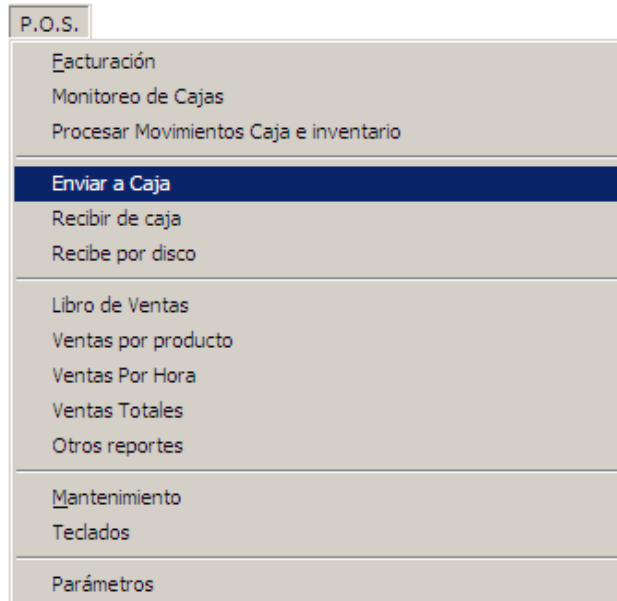 P.O.S.
Facturación
Monitoreo de Cajas
Procesar Movimientos Caja e inventario
Enviar a Caja
Recibir de caja
Recibe por disco
Libro de Ventas
Ventas por producto
Ventas Por Hora
Ventas Totales
Otros reportes
Mantenimiento
Teclados
Parámetros